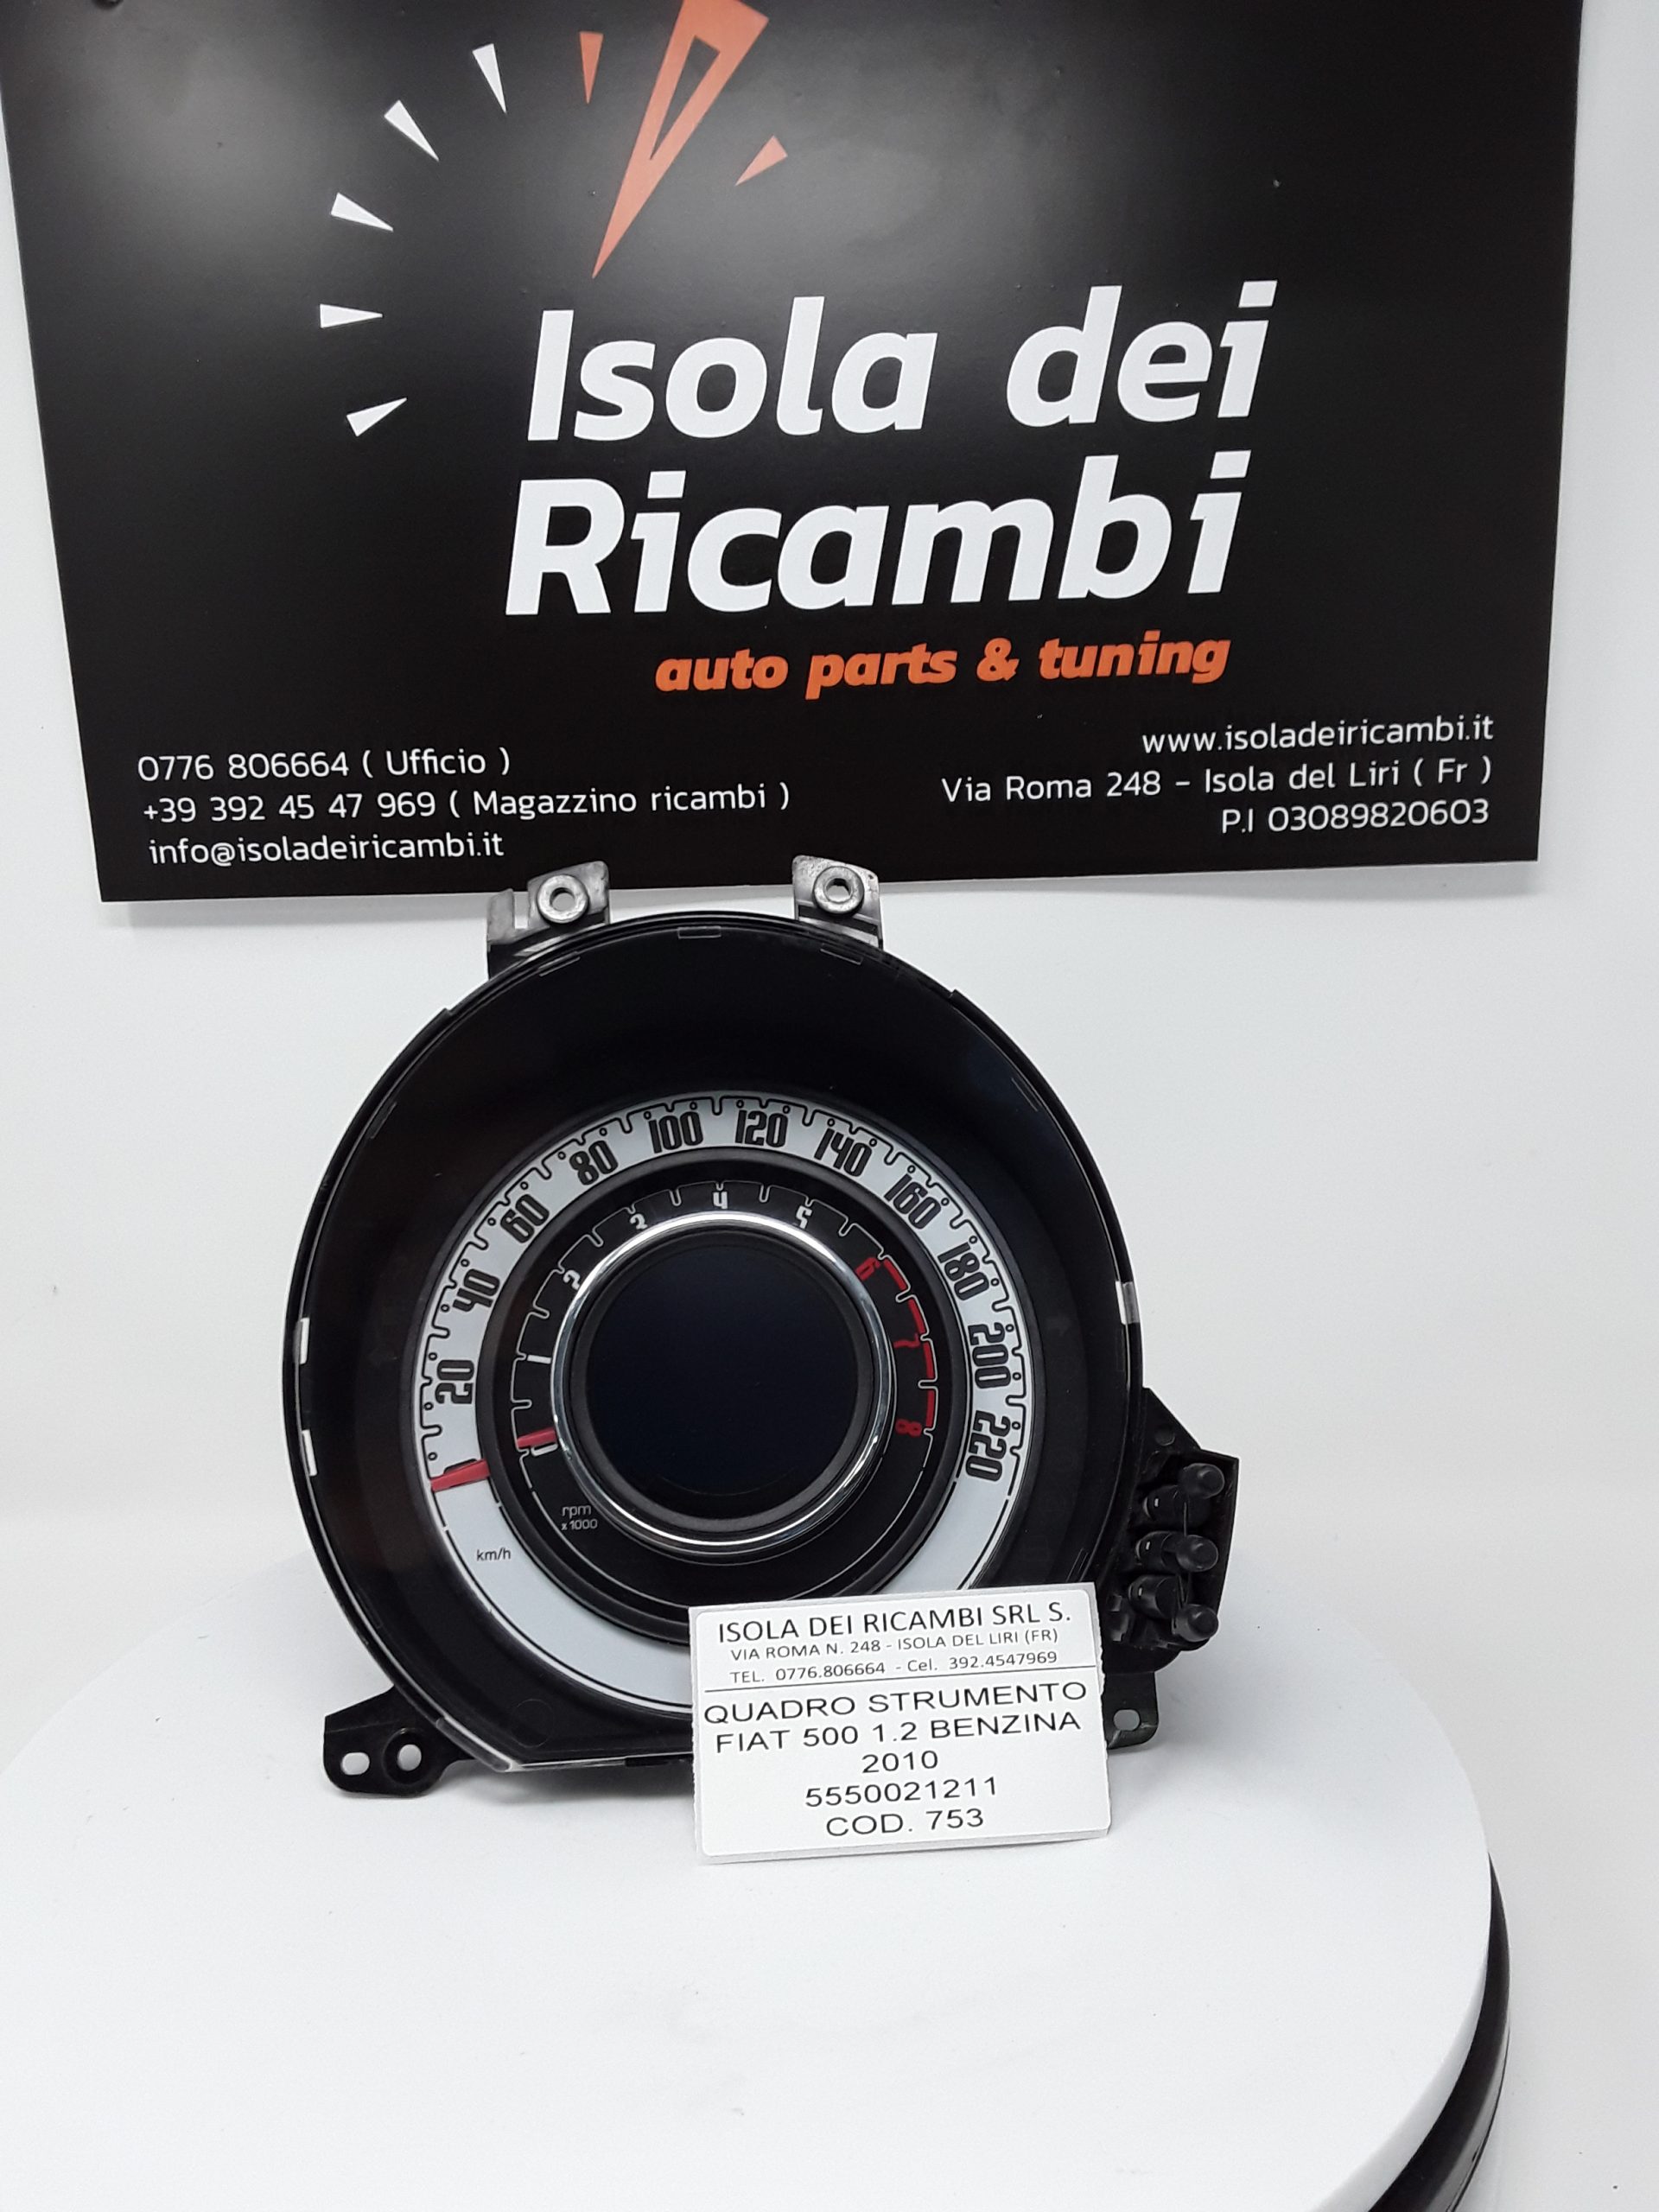 Isola dei
Ricambi
auto parts & tuning
0776 806664 ( Ufficio )
+39 392 45 47 969 ( Magazzino ricambi )
info@isoladeiricambi.it
www.isoladeiricambi.it
Via Roma 248 - Isola del Liri ( Fr )
P.I 03089820603
20 40 60 80 100 120 140 160 180 200 220
1 2 3 4 5 6 7 8
rpm
x 1000
km/h
ISOLA DEI RICAMBI SRL S.
VIA ROMA N. 248 - ISOLA DEL LIRI (FR)
TEL. 0776.806664 - Cel. 392.4547969
QUADRO STRUMENTO
FIAT 500 1.2 BENZINA
2010
5550021211
COD. 753